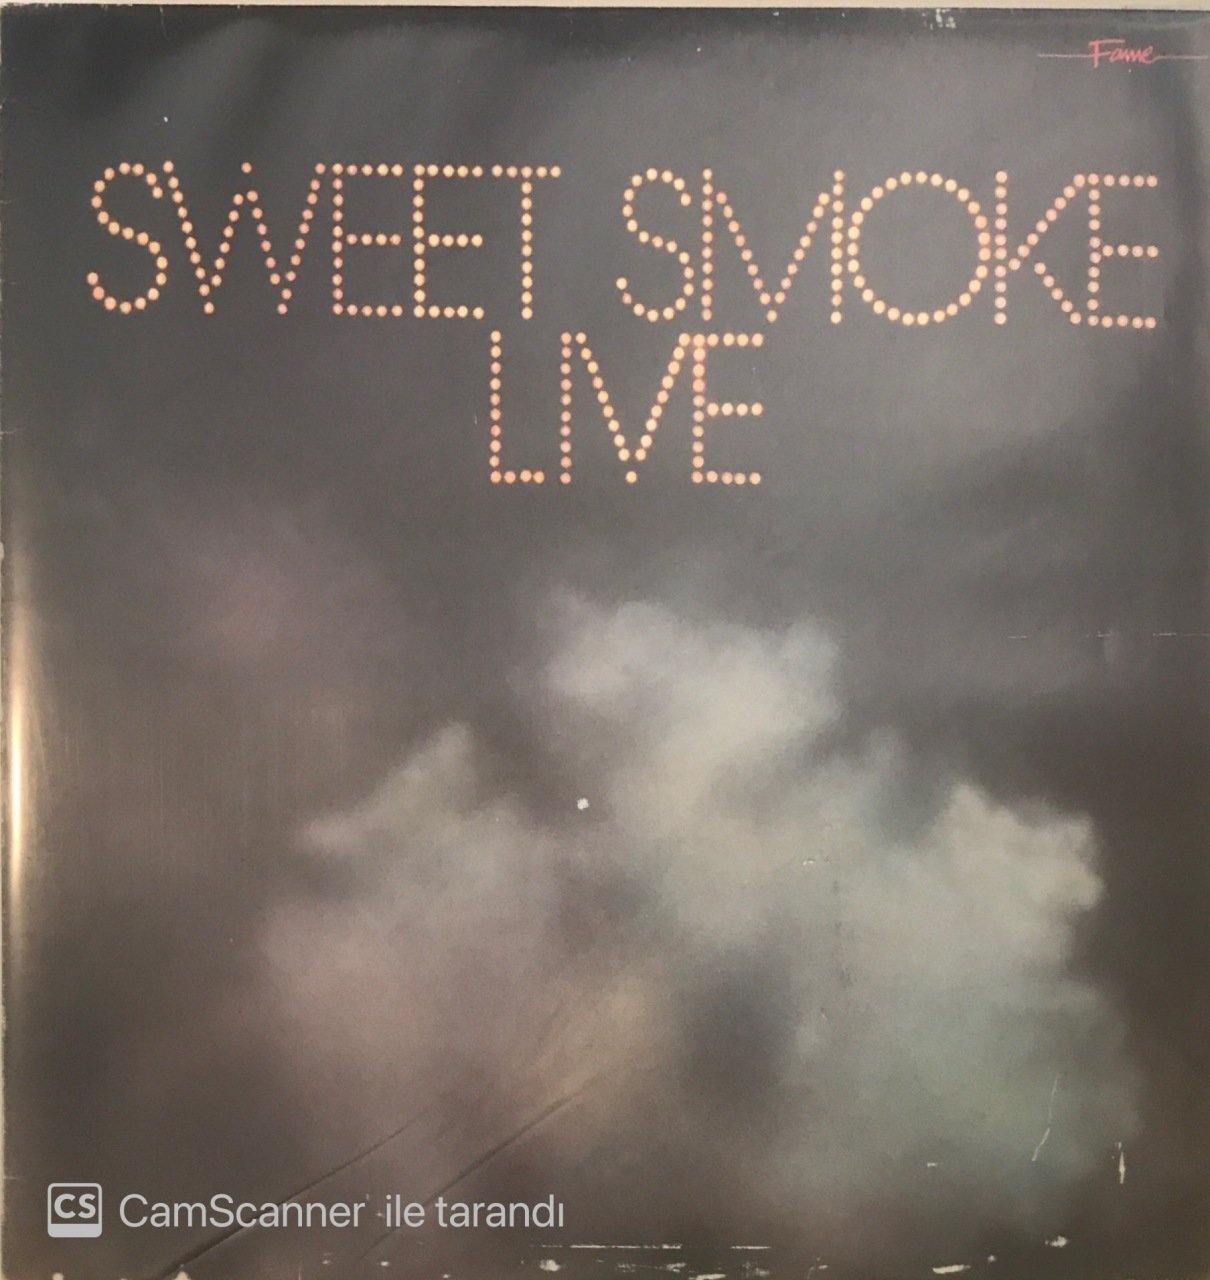 Fame
SWEET SMOKE
LIVE
CS CamScanner ile tarandı